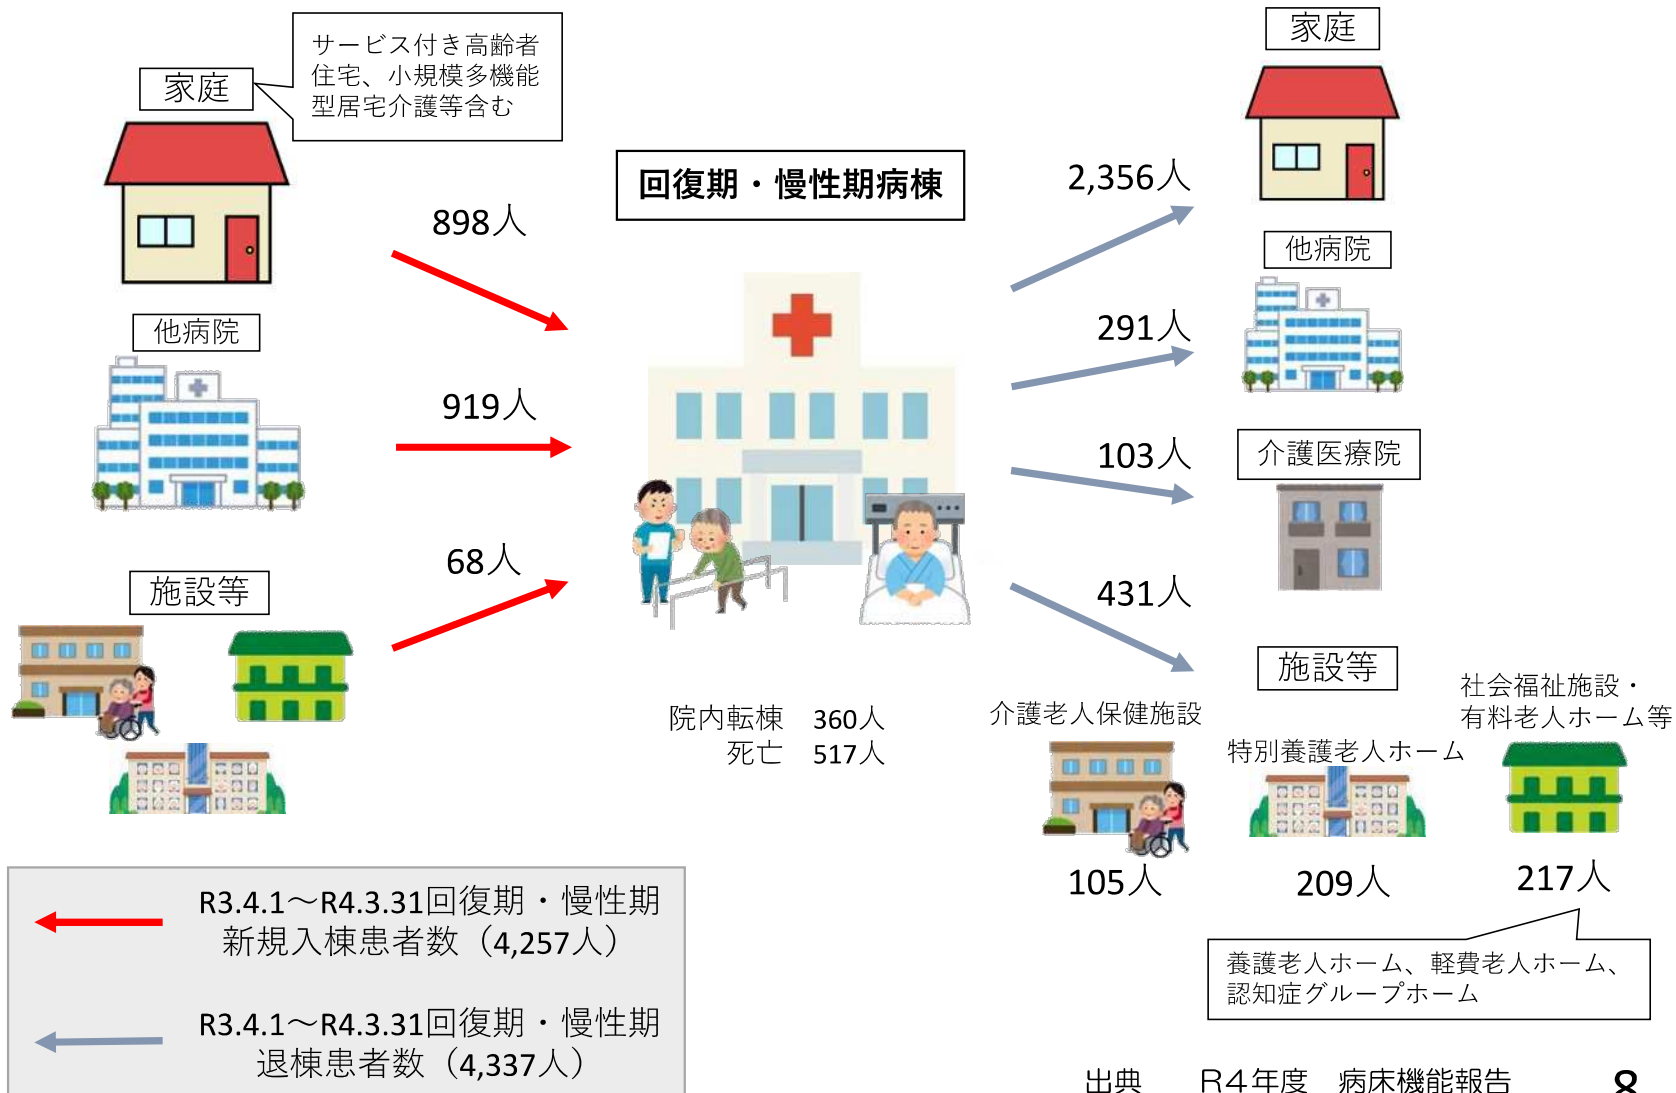 家庭
サービス付き高齢者
住宅、小規模多機能
型居宅介護等含む
898人
他病院
919人
施設等
68人
回復期・慢性期病棟
院内転棟 360人
死亡 517人
家庭
2,356人
他病院
291人
介護医療院
103人
431人
施設等
介護老人保健施設
105人
特別養護老人ホーム
209人
社会福祉施設・
有料老人ホーム等
217人
養護老人ホーム、軽費老人ホーム、
認知症グループホーム
R3.4.1～R4.3.31回復期・慢性期
新規入棟患者数（4,257人）
R3.4.1～R4.3.31回復期・慢性期
退棟患者数（4,337人）
出典 R4年度 病床機能報告
8